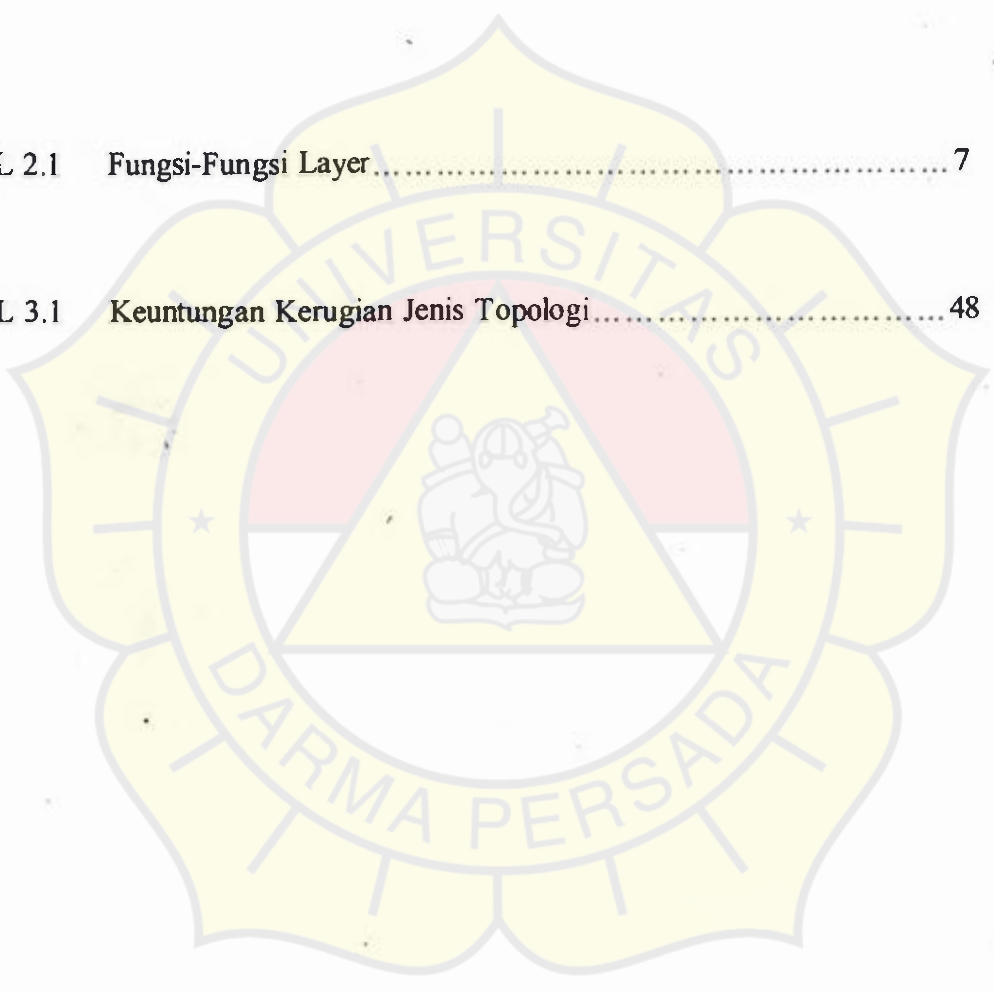 L 2.1 Fungsi-Fungsi Layer........................................................ 7
L 3.1 Keuntungan Kerugian Jenis Topologi................................. 48
UNIVERSITAS
DARMA PERSADA